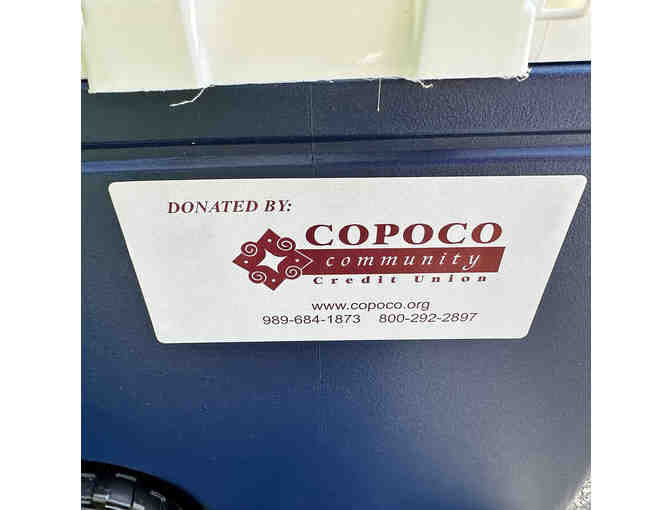 DONATED BY:
COPOCO
community
Credit Union
www.copoco.org
989-684-1873 800-292-2897